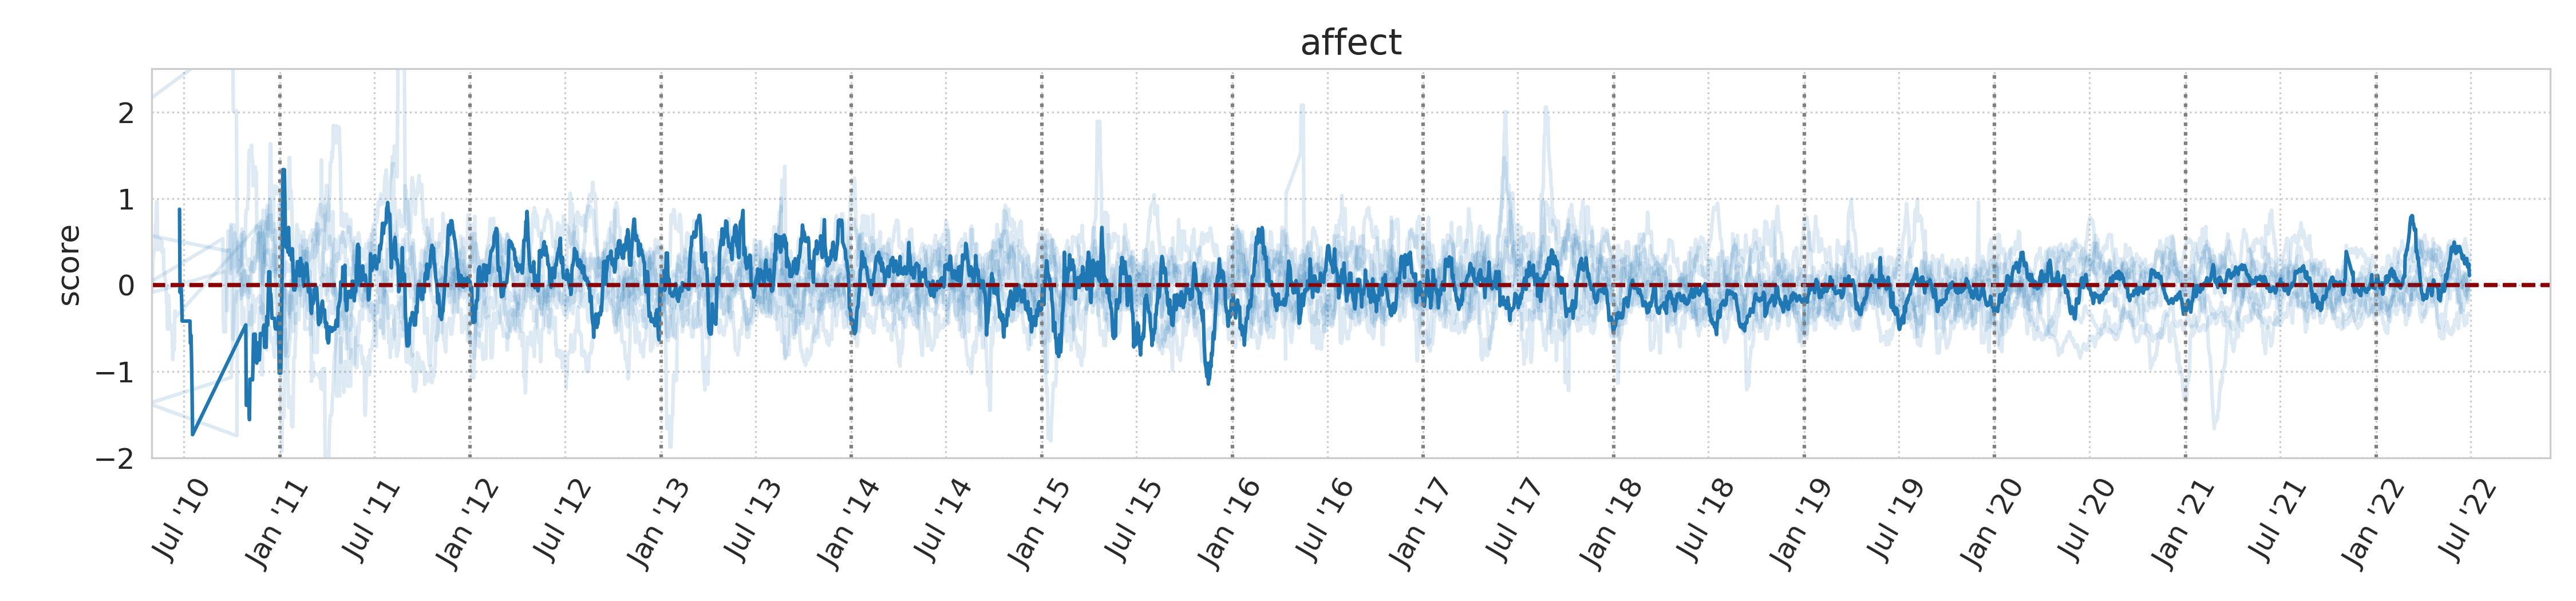 affect
score
2
1
0
−1
−2
Jul '10
Jan '11
Jul '11
Jan '12
Jul '12
Jan '13
Jul '13
Jan '14
Jul '14
Jan '15
Jul '15
Jan '16
Jul '16
Jan '17
Jul '17
Jan '18
Jul '18
Jan '19
Jul '19
Jan '20
Jul '20
Jan '21
Jul '21
Jan '22
Jul '22